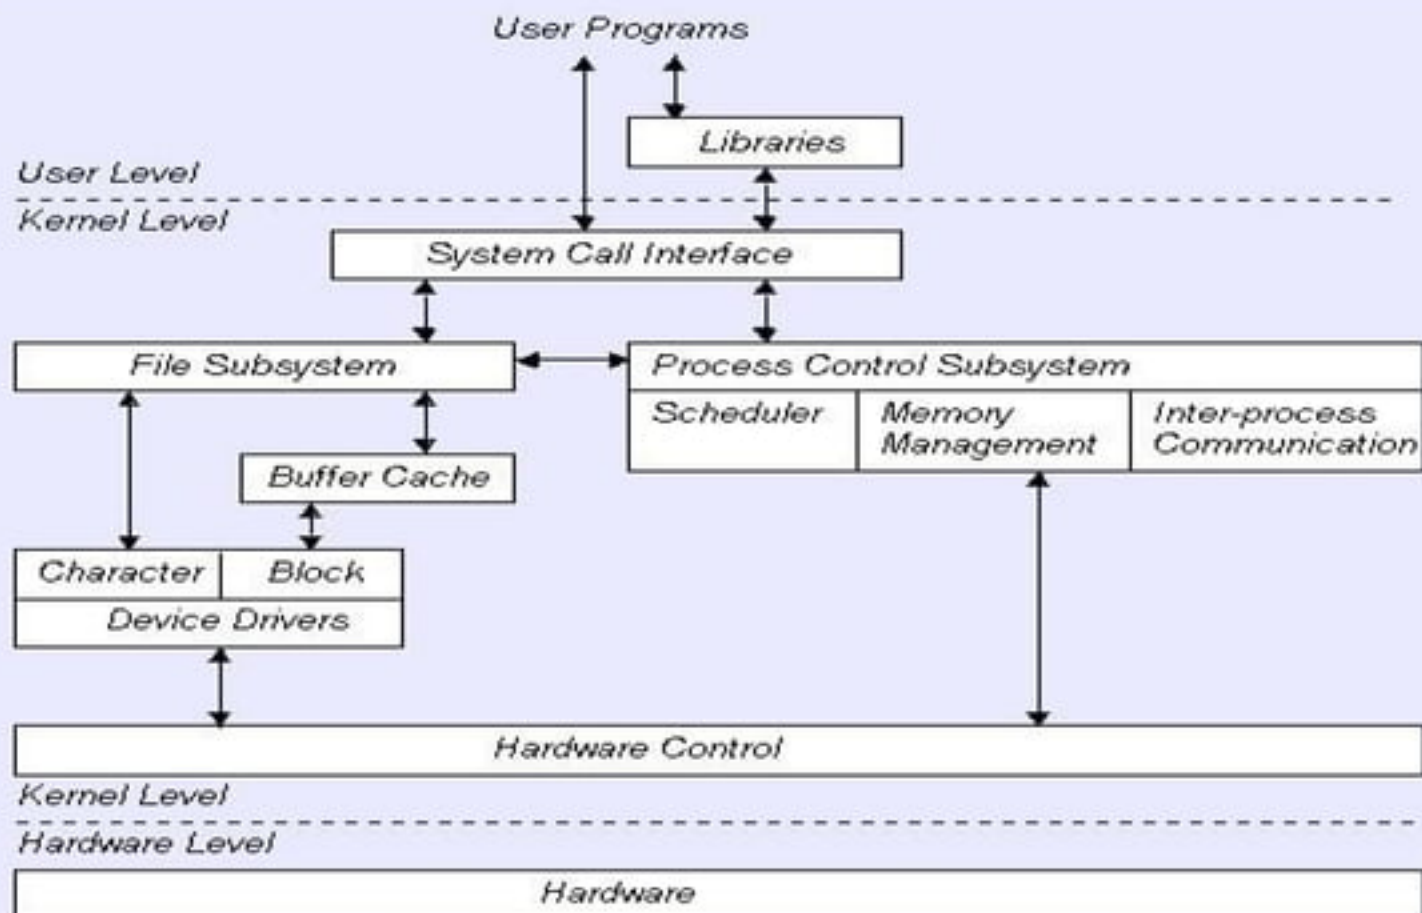 User Programs
Libraries
User Level
Kernel Level
System Call Interface
File Subsystem
Process Control Subsystem
Scheduler
Memory
Management
Inter-process
Communication
Buffer Cache
Character
Block
Device Drivers
Hardware Control
Kernel Level
Hardware Level
Hardware